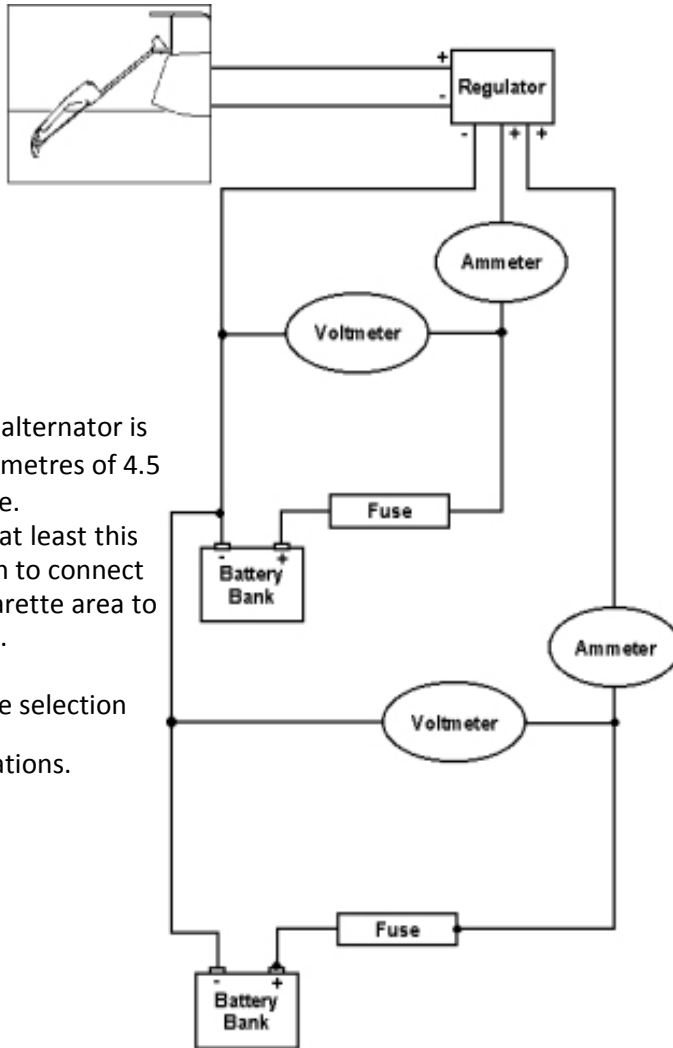 +
Regulator
-
-
+
+
Ammeter
Voltmeter
alternator is
metres of 4.5
e.
at least this
n to connect
arette area to
.
e selection
ations.
Fuse
-
+
Battery
Bank
Ammeter
Voltmeter
Fuse
-
+
Battery
Bank